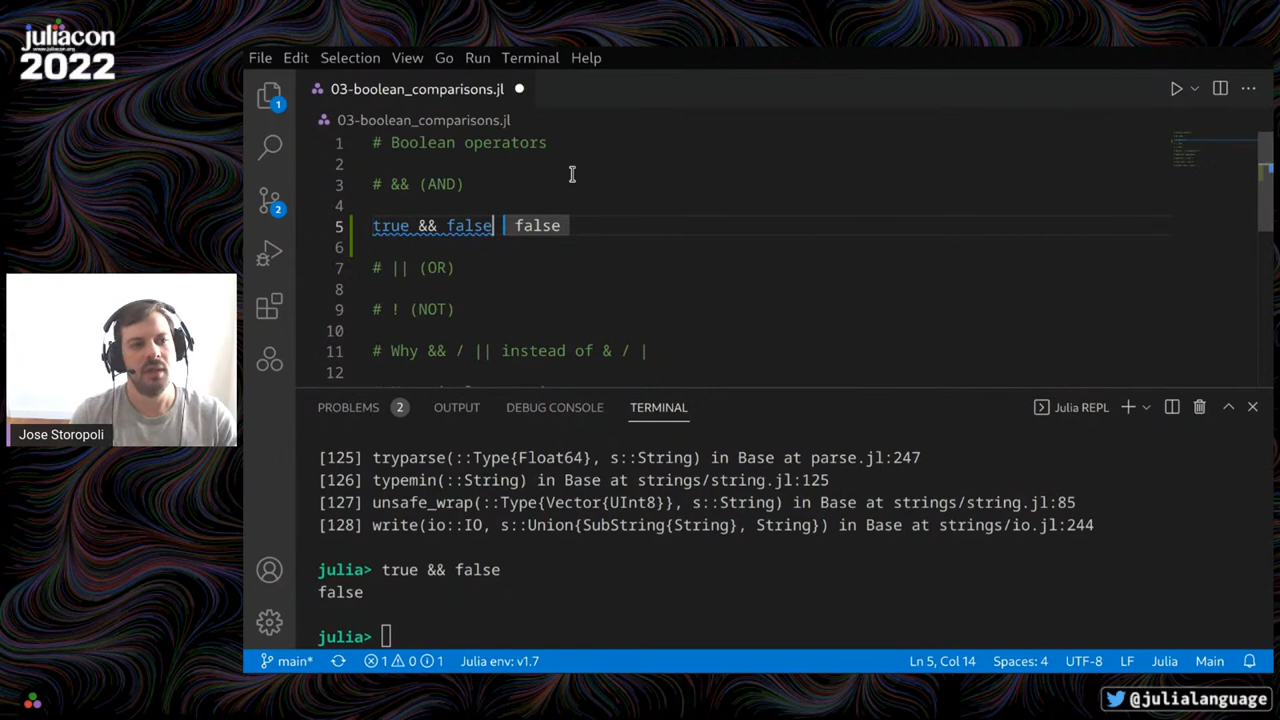 juliacon
www.juliacon.org
2022
File Edit Selection View Go Run Terminal Help
03-boolean_comparisons.jl
03-boolean_comparisons.jl
1 # Boolean operators
2
3 # && (AND)
4
5 true && false false
6
7 # || (OR)
8
9 # ! (NOT)
10
11 # Why && / || instead of & / |
12
1
2
Jose Storopoli
PROBLEMS 2 OUTPUT DEBUG CONSOLE TERMINAL Julia REPL
[125] tryparse(::Type{Float64}, s::String) in Base at parse.jl:247
[126] typemin(::String) in Base at strings/string.jl:125
[127] unsafe_wrap(::Type{Vector{UInt8}}, s::String) in Base at strings/string.jl:85
[128] write(io::IO, s::Union{SubString{String}, String}) in Base at strings/io.jl:244
julia> true && false
false
julia>
main* 1 0 1 Julia env: v1.7 Ln 5, Col 14 Spaces: 4 UTF-8 LF Julia Main
@julialanguage